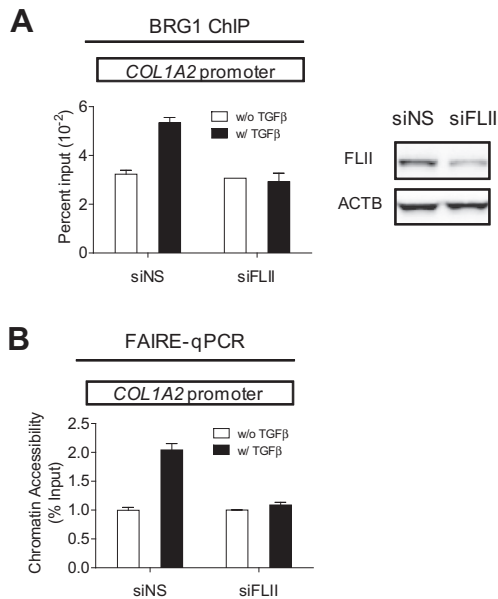 A
BRG1 ChIP
COL1A2 promoter
Percent input (10-2)
6
4
2
0
w/o TGFβ
w/ TGFβ
siNS
siFLII
siNS siFLII
FLII
ACTB
B
FAIRE-qPCR
COL1A2 promoter
Chromatin Accessibility
(% Input)
2.5
2.0
1.5
1.0
0.5
0.0
w/o TGFβ
w/ TGFβ
siNS
siFLII